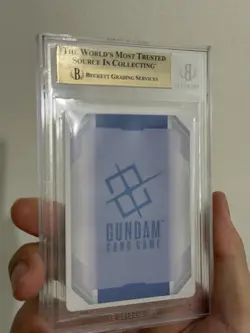 THE WORLD'S MOST TRUSTED
SOURCE IN COLLECTING
BECKETT GRADING SERVICES
GUNDAM
CARD GAME